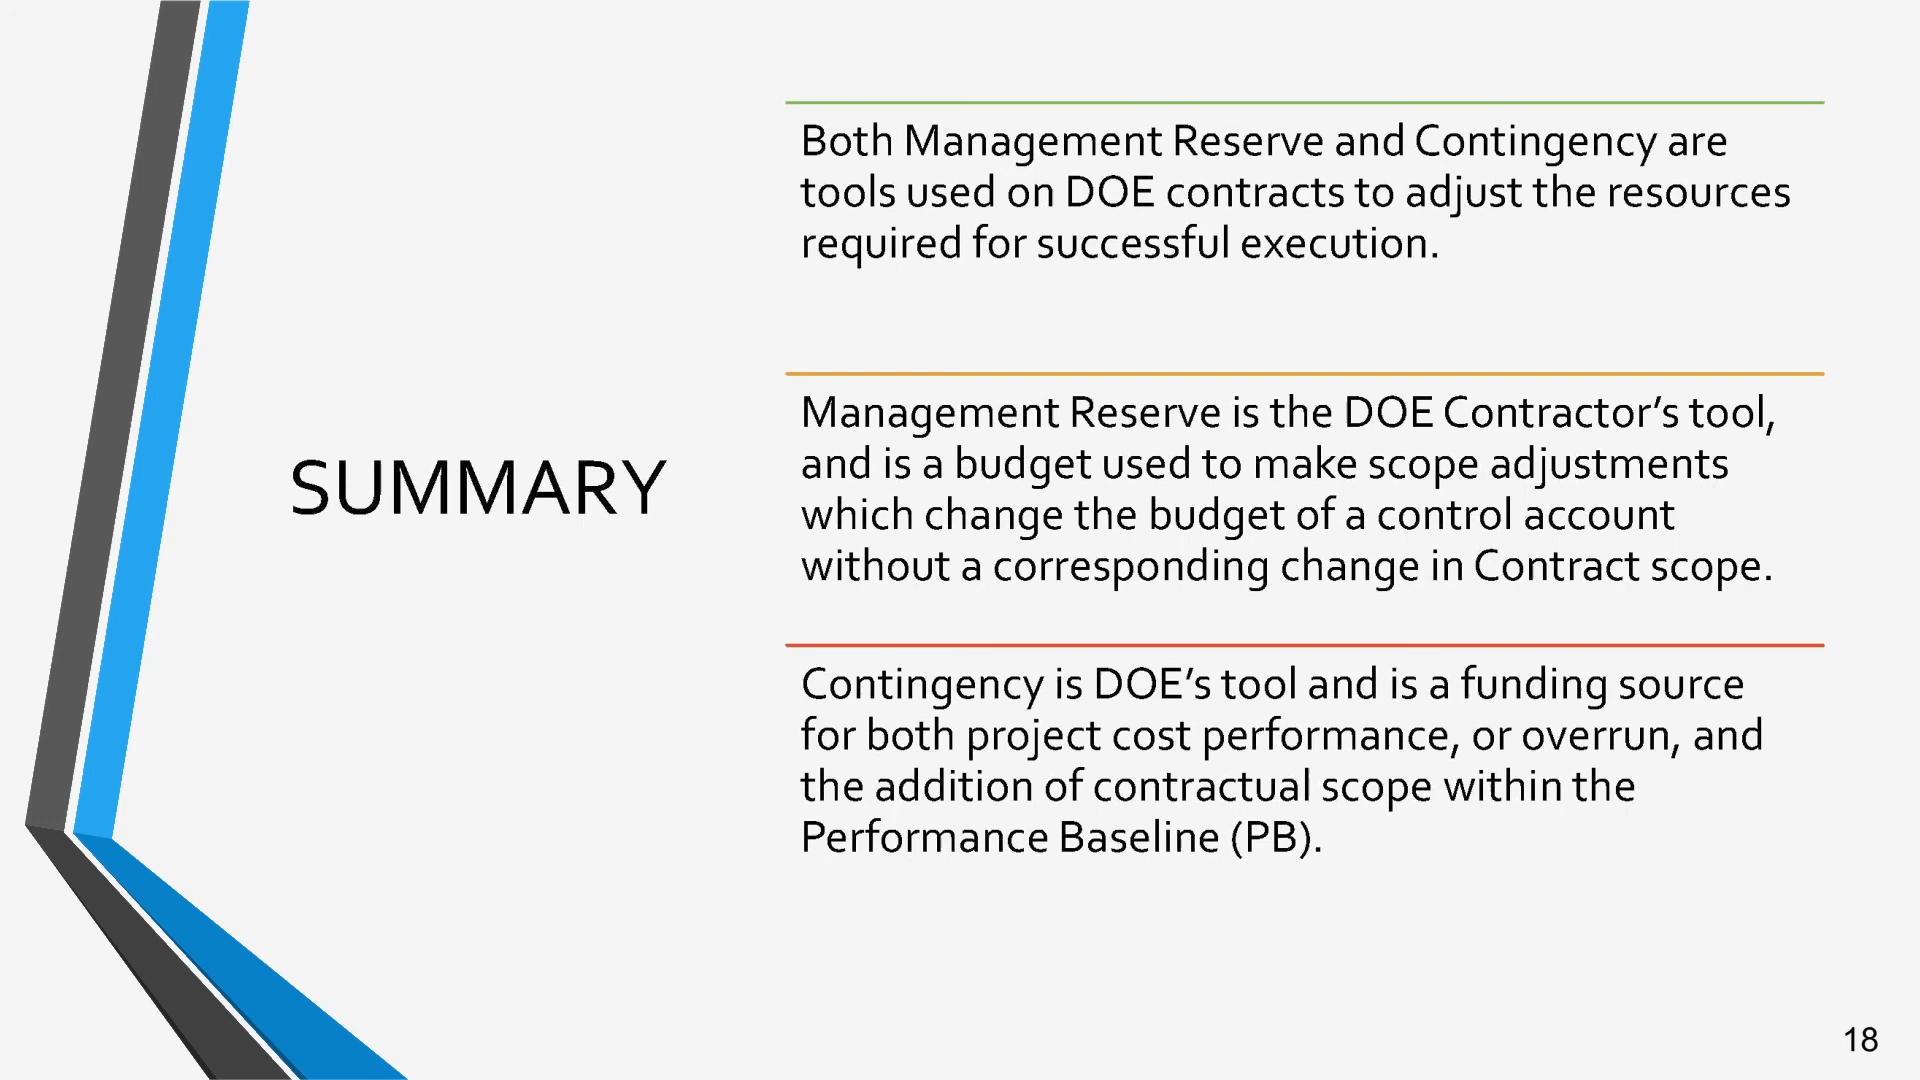 SUMMARY
Both Management Reserve and Contingency are
tools used on DOE contracts to adjust the resources
required for successful execution.
Management Reserve is the DOE Contractor’s tool,
and is a budget used to make scope adjustments
which change the budget of a control account
without a corresponding change in Contract scope.
Contingency is DOE’s tool and is a funding source
for both project cost performance, or overrun, and
the addition of contractual scope within the
Performance Baseline (PB).
18